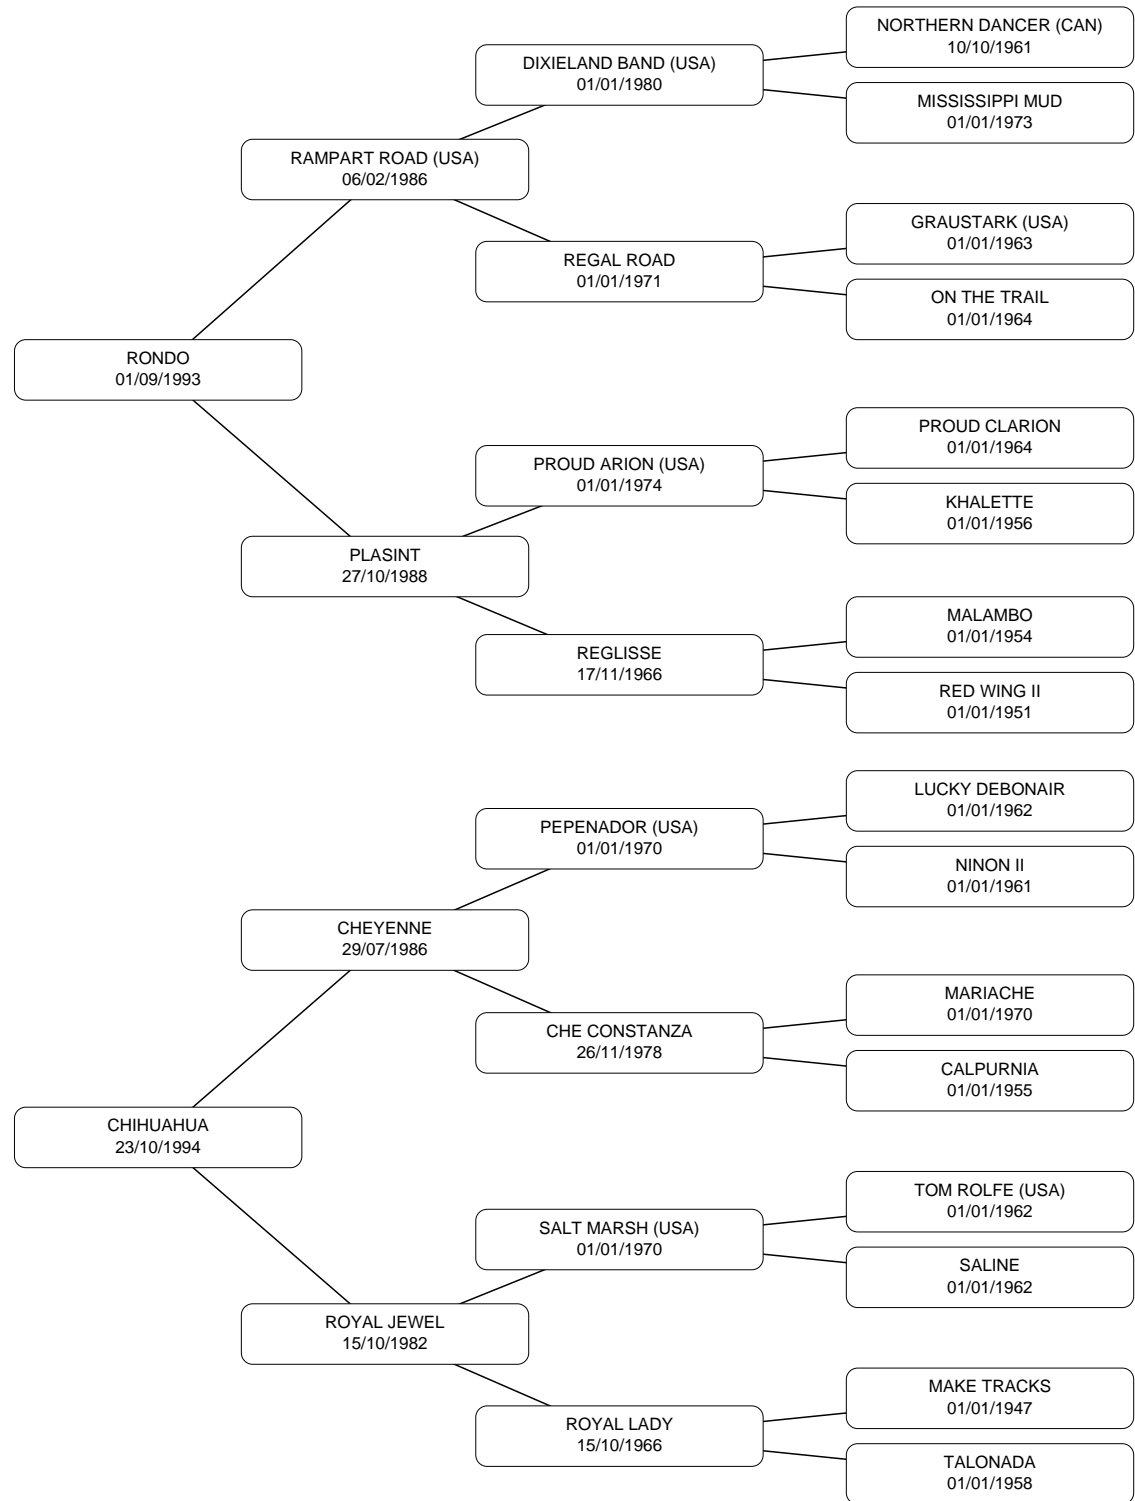 NORTHERN DANCER (CAN)
10/10/1961
DIXIELAND BAND (USA)
01/01/1980
MISSISSIPPI MUD
01/01/1973
RAMPART ROAD (USA)
06/02/1986
GRAUSTARK (USA)
01/01/1963
REGAL ROAD
01/01/1971
ON THE TRAIL
01/01/1964
RONDO
01/09/1993
PROUD CLARION
01/01/1964
PROUD ARION (USA)
01/01/1974
KHALETTE
01/01/1956
PLASINT
27/10/1988
MALAMBO
01/01/1954
REGLISSE
17/11/1966
RED WING II
01/01/1951
LUCKY DEBONAIR
01/01/1962
PEPENADOR (USA)
01/01/1970
NINON II
01/01/1961
CHEYENNE
29/07/1986
MARIACHE
01/01/1970
CHE CONSTANZA
26/11/1978
CALPURNIA
01/01/1955
CHIHUAHUA
23/10/1994
TOM ROLFE (USA)
01/01/1962
SALT MARSH (USA)
01/01/1970
SALINE
01/01/1962
ROYAL JEWEL
15/10/1982
MAKE TRACKS
01/01/1947
ROYAL LADY
15/10/1966
TALONADA
01/01/1958